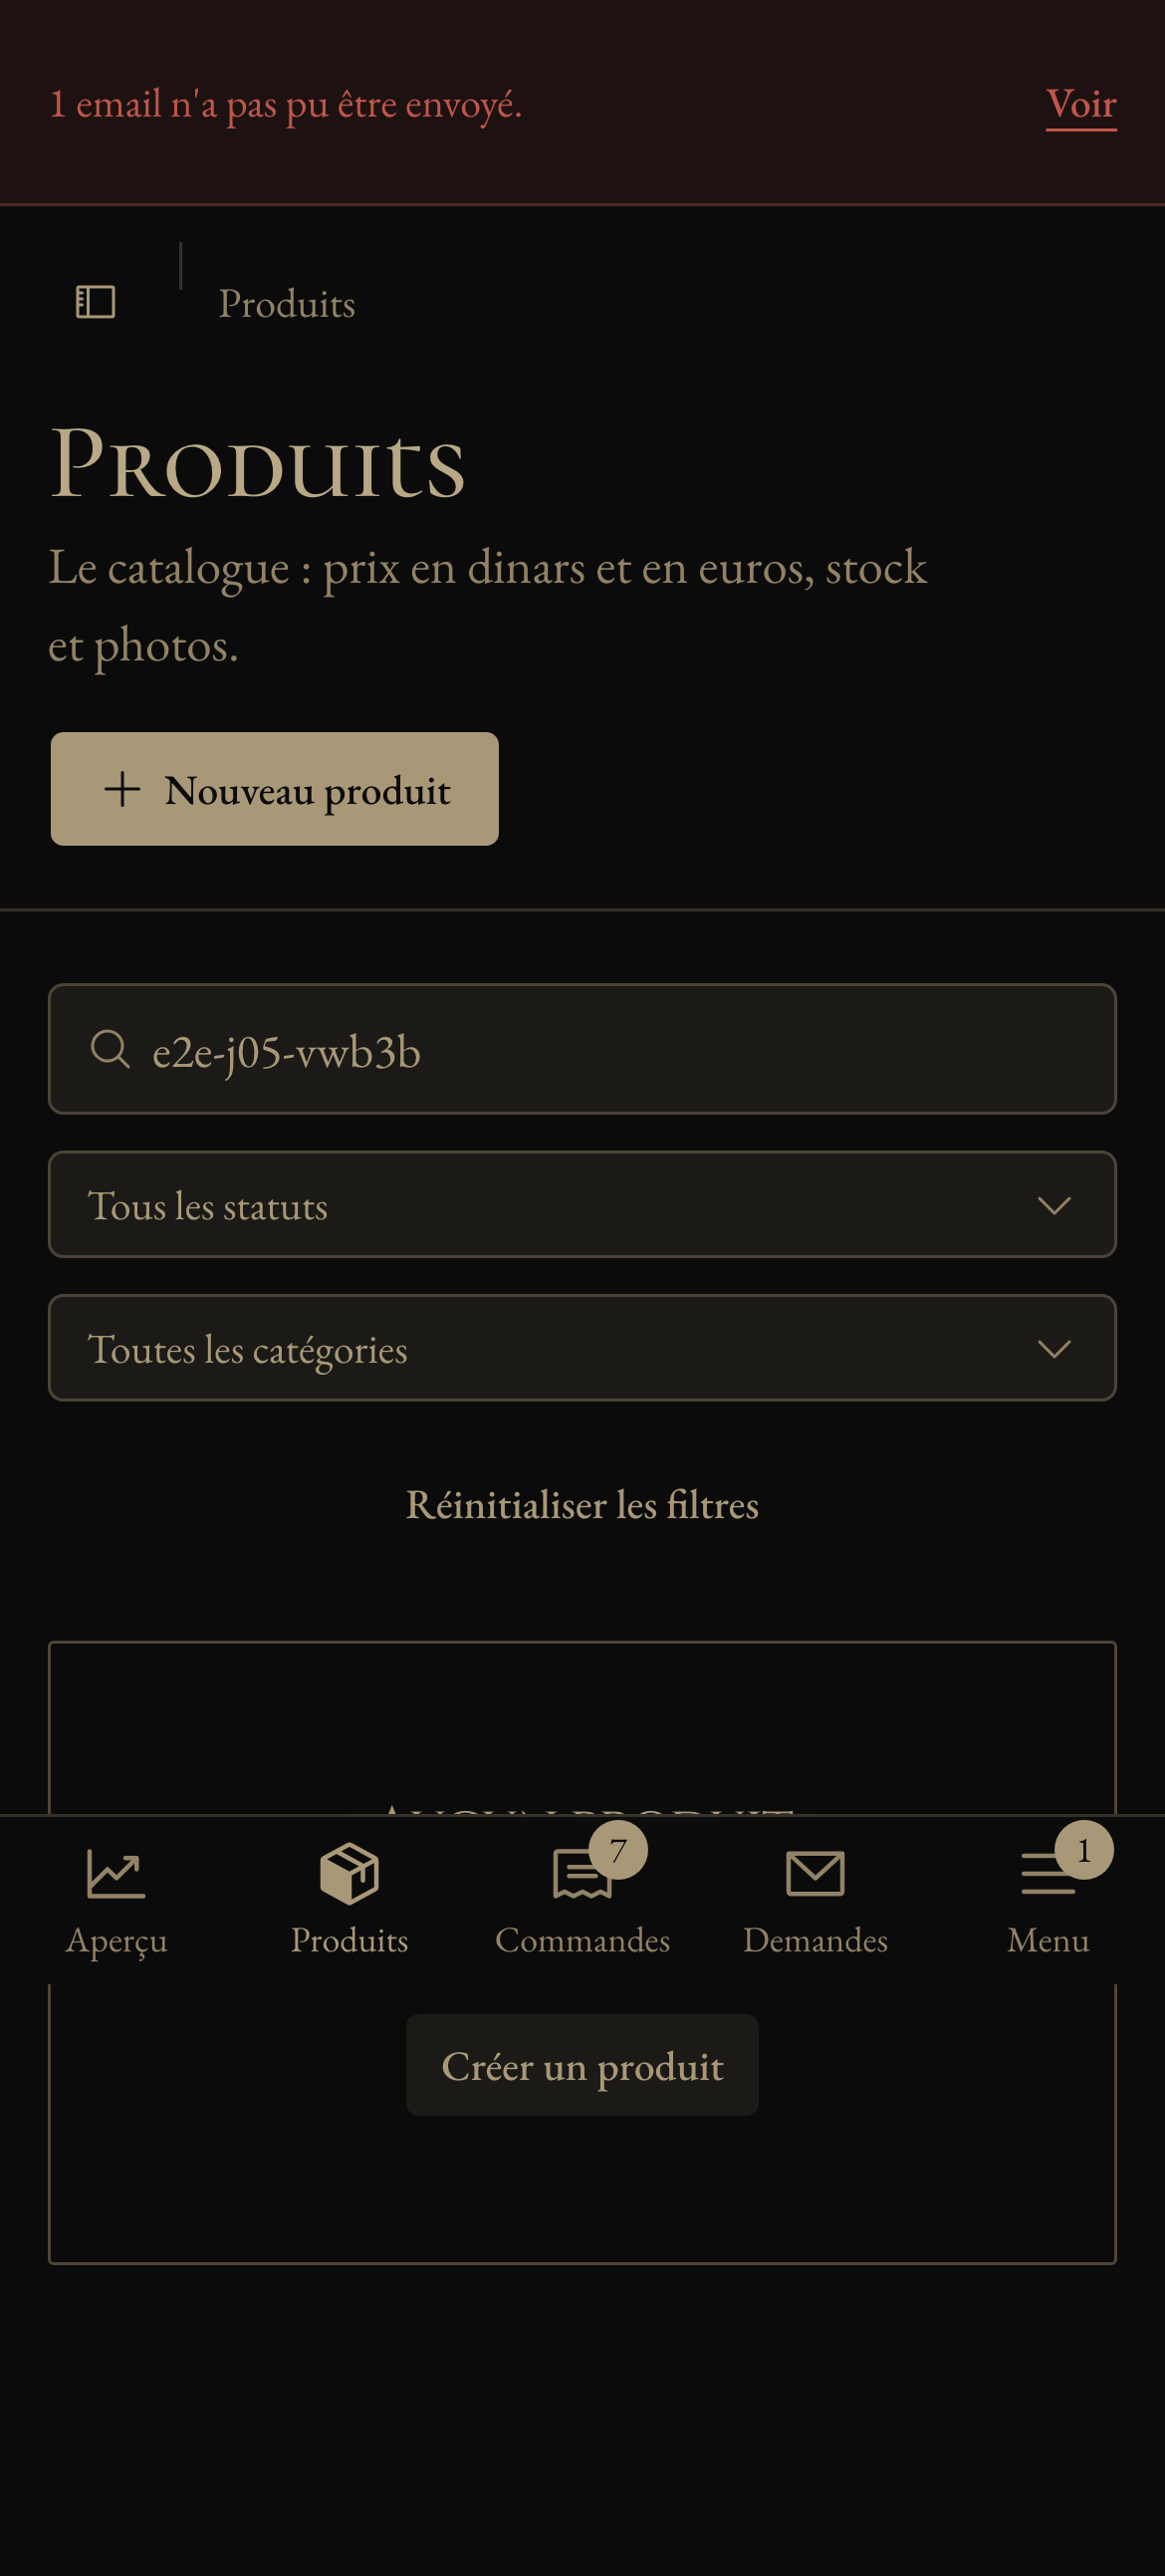 1 email n'a pas pu être envoyé.
Voir
Produits
Produits
Le catalogue : prix en dinars et en euros, stock
et photos.
Nouveau produit
e2e-j05-vwb3b
Tous les statuts
Toutes les catégories
Réinitialiser les filtres
7
1
Aperçu
Produits
Commandes
Demandes
Menu
Créer un produit